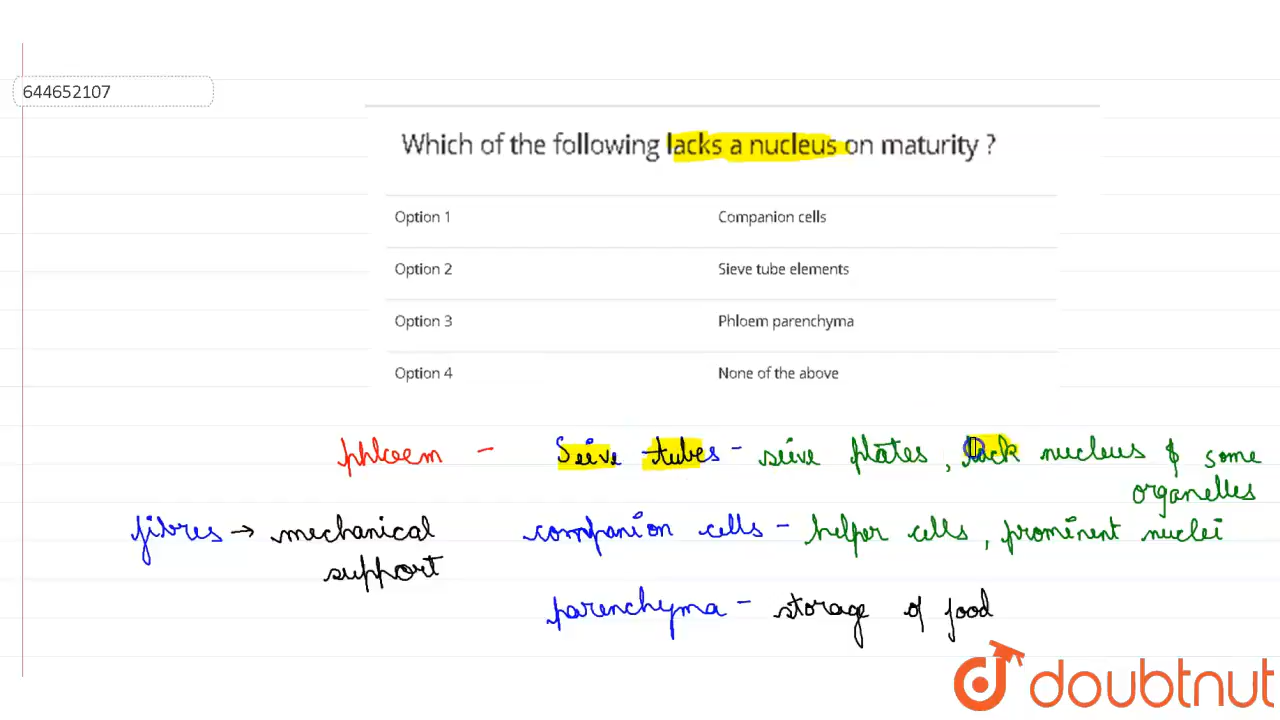 644652107
Which of the following lacks a nucleus on maturity ?
Option 1 Companion cells
Option 2 Sieve tube elements
Option 3 Phloem parenchyma
Option 4 None of the above
phloem - Seive tubes - seive plates, lack nucleus & some
organelles
fibres → mechanical companion cells - helper cells, prominent nuclei
support
parenchyma - storage of food
doubtnut